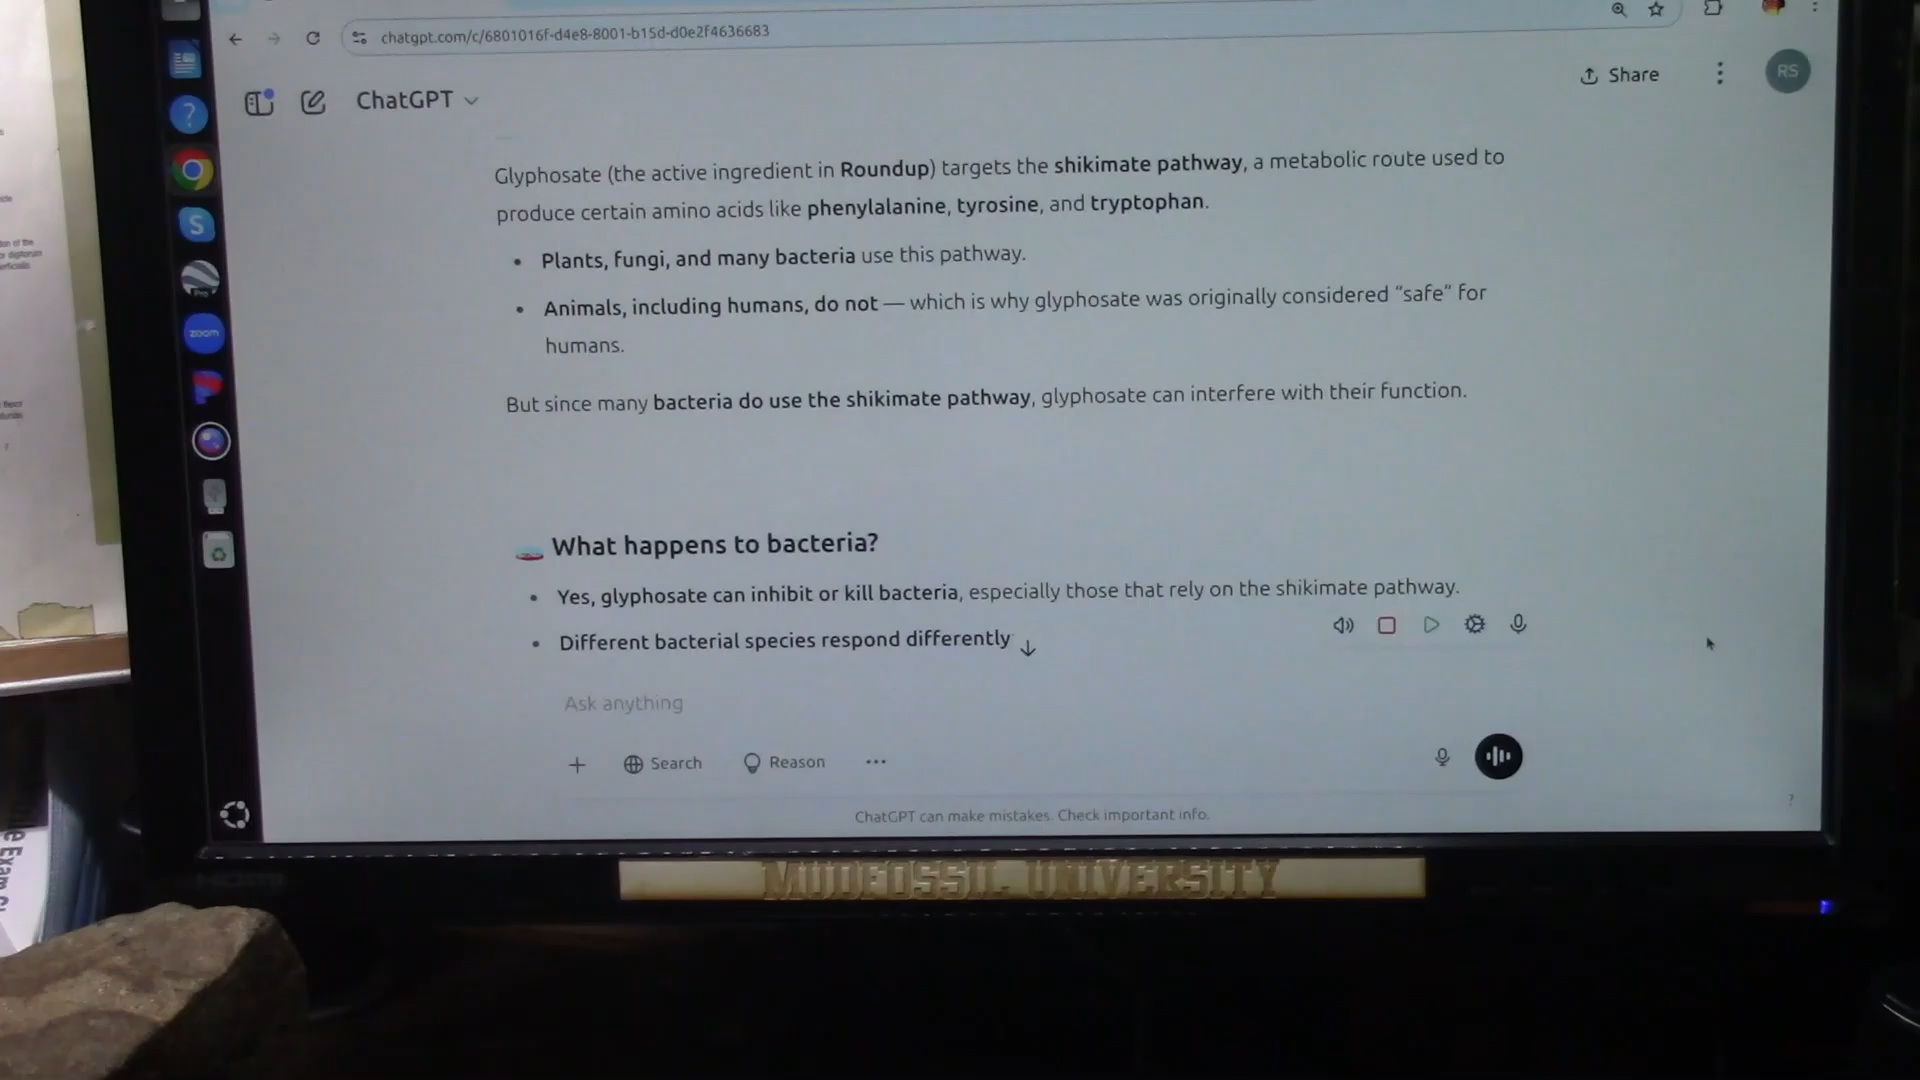 chatgpt.com/c/6801016f-d4e8-8001-b15d-d0e2f4636683
Share
RS
ChatGPT
Glyphosate (the active ingredient in Roundup) targets the shikimate pathway, a metabolic route used to
produce certain amino acids like phenylalanine, tyrosine, and tryptophan.
• Plants, fungi, and many bacteria use this pathway.
• Animals, including humans, do not — which is why glyphosate was originally considered “safe” for
humans.
But since many bacteria do use the shikimate pathway, glyphosate can interfere with their function.
What happens to bacteria?
• Yes, glyphosate can inhibit or kill bacteria, especially those that rely on the shikimate pathway.
• Different bacterial species respond differently
Ask anything
Search
Reason
ChatGPT can make mistakes. Check important info.
?
?
S
Pro
zoom
MUDFOSSIL UNIVERSITY